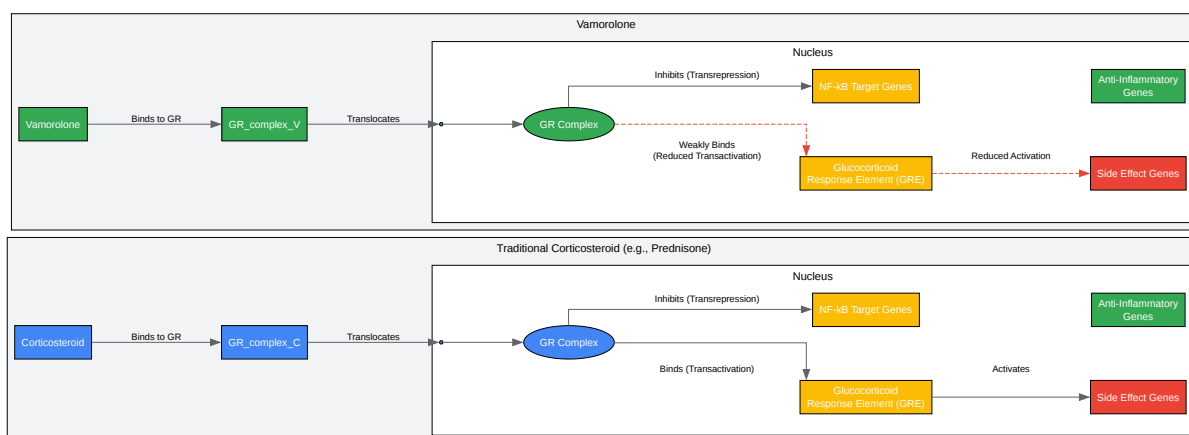 Vamorolone
Nucleus
Inhibits (Transrepression)
NF-kB Target Genes
Anti-Inflammatory
Genes
Vamorolone
Binds to GR
GR_complex_V
Translocates
GR Complex
Weakly Binds
(Reduced Transactivation)
Glucocorticoid
Response Element (GRE)
Reduced Activation
Side Effect Genes
Traditional Corticosteroid (e.g., Prednisone)
Nucleus
Inhibits (Transrepression)
NF-kB Target Genes
Anti-Inflammatory
Genes
Corticosteroid
Binds to GR
GR_complex_C
Translocates
GR Complex
Binds (Transactivation)
Glucocorticoid
Response Element (GRE)
Activates
Side Effect Genes